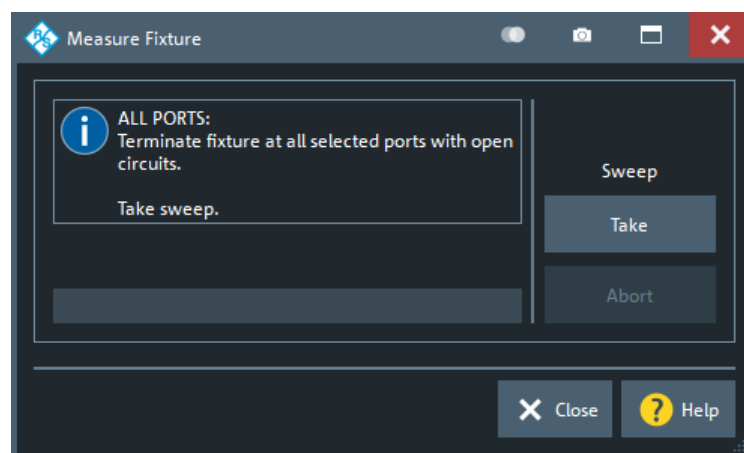 R&S Measure Fixture
ALL PORTS:
Terminate fixture at all selected ports with open
circuits.
Take sweep.
Sweep
Take
Abort
Close
? Help